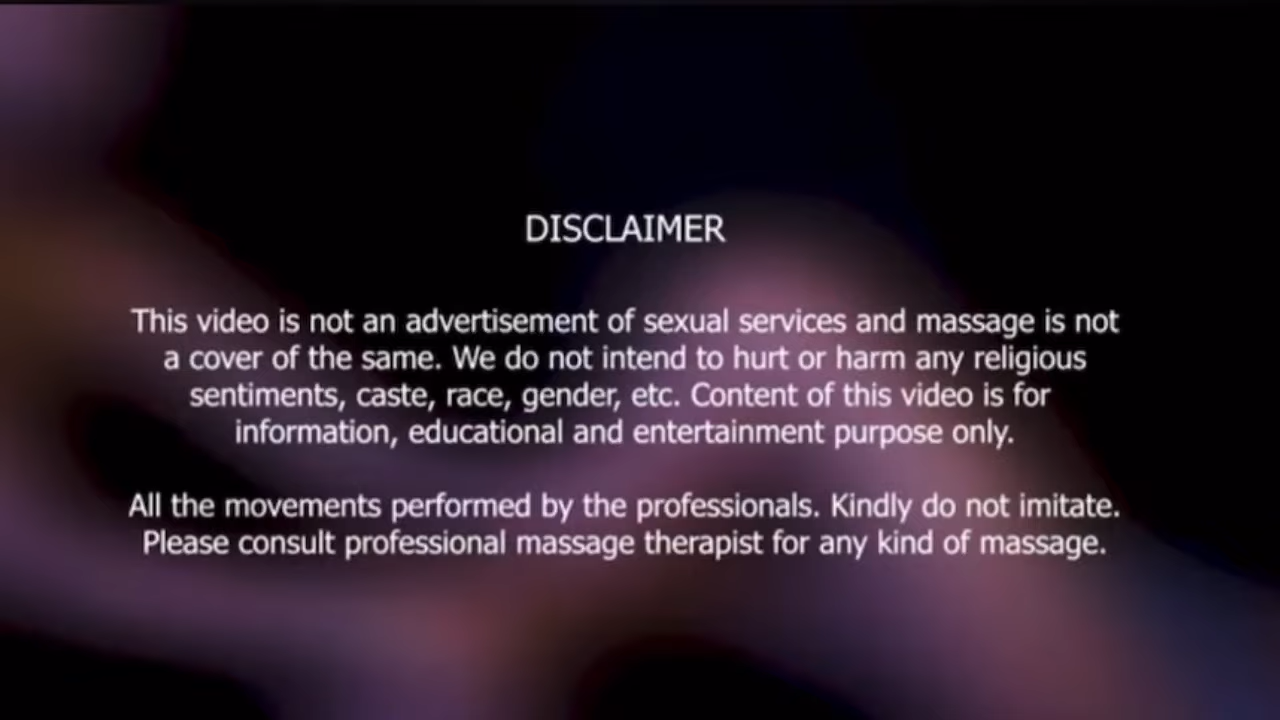 DISCLAIMER
This video is not an advertisement of sexual services and massage is not
a cover of the same. We do not intend to hurt or harm any religious
sentiments, caste, race, gender, etc. Content of this video is for
information, educational and entertainment purpose only.
All the movements performed by the professionals. Kindly do not imitate.
Please consult professional massage therapist for any kind of massage.